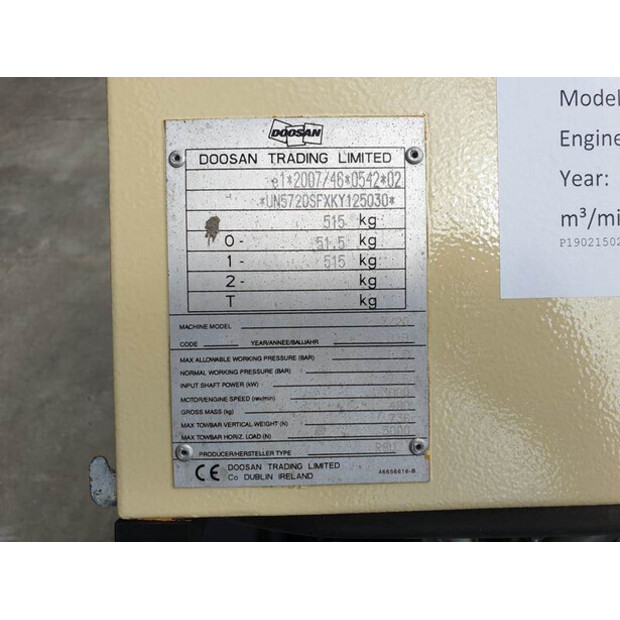 DOOSAN
DOOSAN TRADING LIMITED
e1*2007/46*0542*02
*UN5720SFXKY125030*
515 kg
0- 51.5 kg
1- 515 kg
2- kg
T kg
MACHINE MODEL
CODE YEAR/ANNEE/BAUJAHR
MAX ALLOWABLE WORKING PRESSURE (BAR)
NORMAL WORKING PRESSURE (BAR)
INPUT SHAFT POWER (kW)
MOTOR/ENGINE SPEED (rev/min)
GROSS MASS (kg)
MAX TOWBAR VERTICAL WEIGHT (N) 736
MAX TOWBAR HORIZ. LOAD (N)
PRODUCER/HERSTELLER TYPE
CE DOOSAN TRADING LIMITED
Co DUBLIN IRELAND
Model
Engine
Year:
m³/mi
P19021502